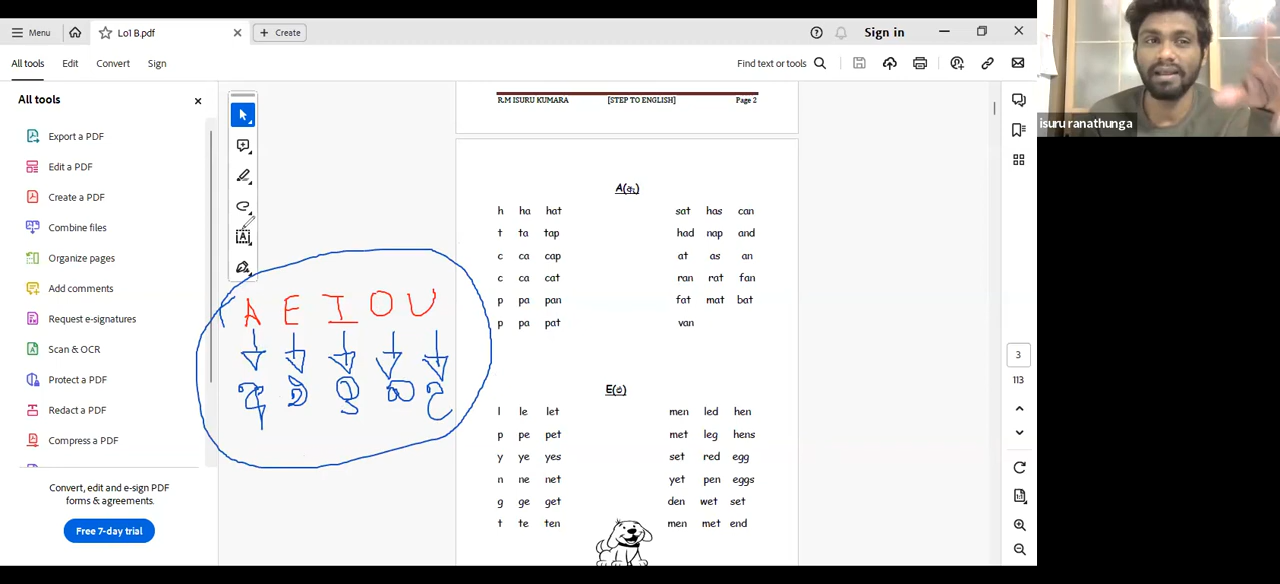 Menu
Lo1 B.pdf
Create
Sign in
All tools Edit Convert Sign
Find text or tools
All tools
Export a PDF
Edit a PDF
Create a PDF
Combine files
Organize pages
Add comments
Request e-signatures
Scan & OCR
Protect a PDF
Redact a PDF
Compress a PDF
Convert, edit and e-sign PDF
forms & agreements.
Free 7-day trial
A E I O U
R.M ISURU KUMARA [STEP TO ENGLISH] Page 2
A(ඇ)
h ha hat sat has can
t ta tap had nap and
c ca cap at as an
c ca cat ran rat fan
p pa pan fat mat bat
p pa pat van
E(එ)
l le let men led hen
p pe pet met leg hens
y ye yes set red egg
n ne net yet pen eggs
g ge get den wet set
t te ten men met end
3
113
isuru ranathunga